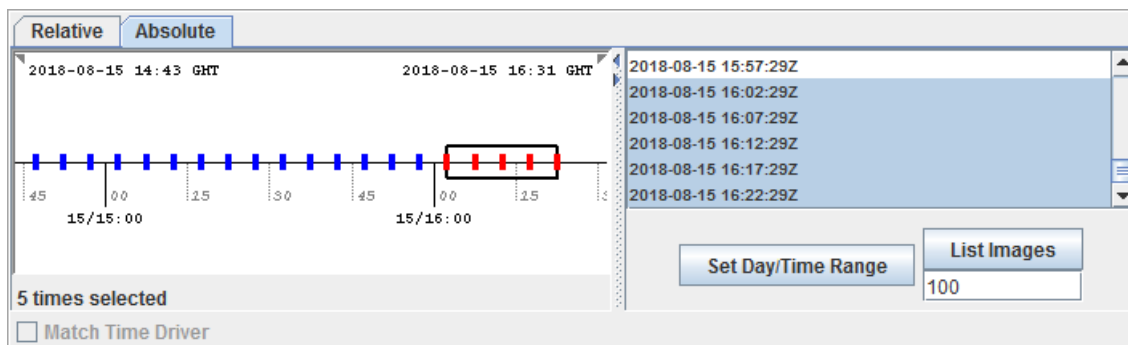 Relative Absolute
2018-08-15 14:43 GMT 2018-08-15 16:31 GMT
45 00 15 30 45 00 15
15/15:00 15/16:00
5 times selected
2018-08-15 15:57:29Z
2018-08-15 16:02:29Z
2018-08-15 16:07:29Z
2018-08-15 16:12:29Z
2018-08-15 16:17:29Z
2018-08-15 16:22:29Z
Set Day/Time Range
List Images
100
Match Time Driver